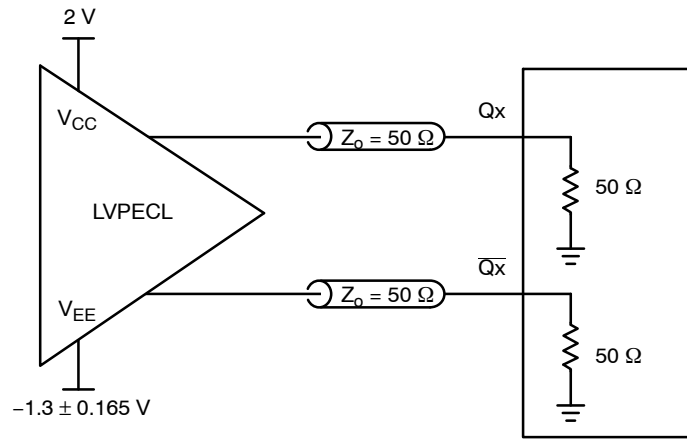 2 V
VCC
Qx
Zo = 50 Ω
50 Ω
LVPECL
Qx
VEE
Zo = 50 Ω
50 Ω
−1.3 ± 0.165 V